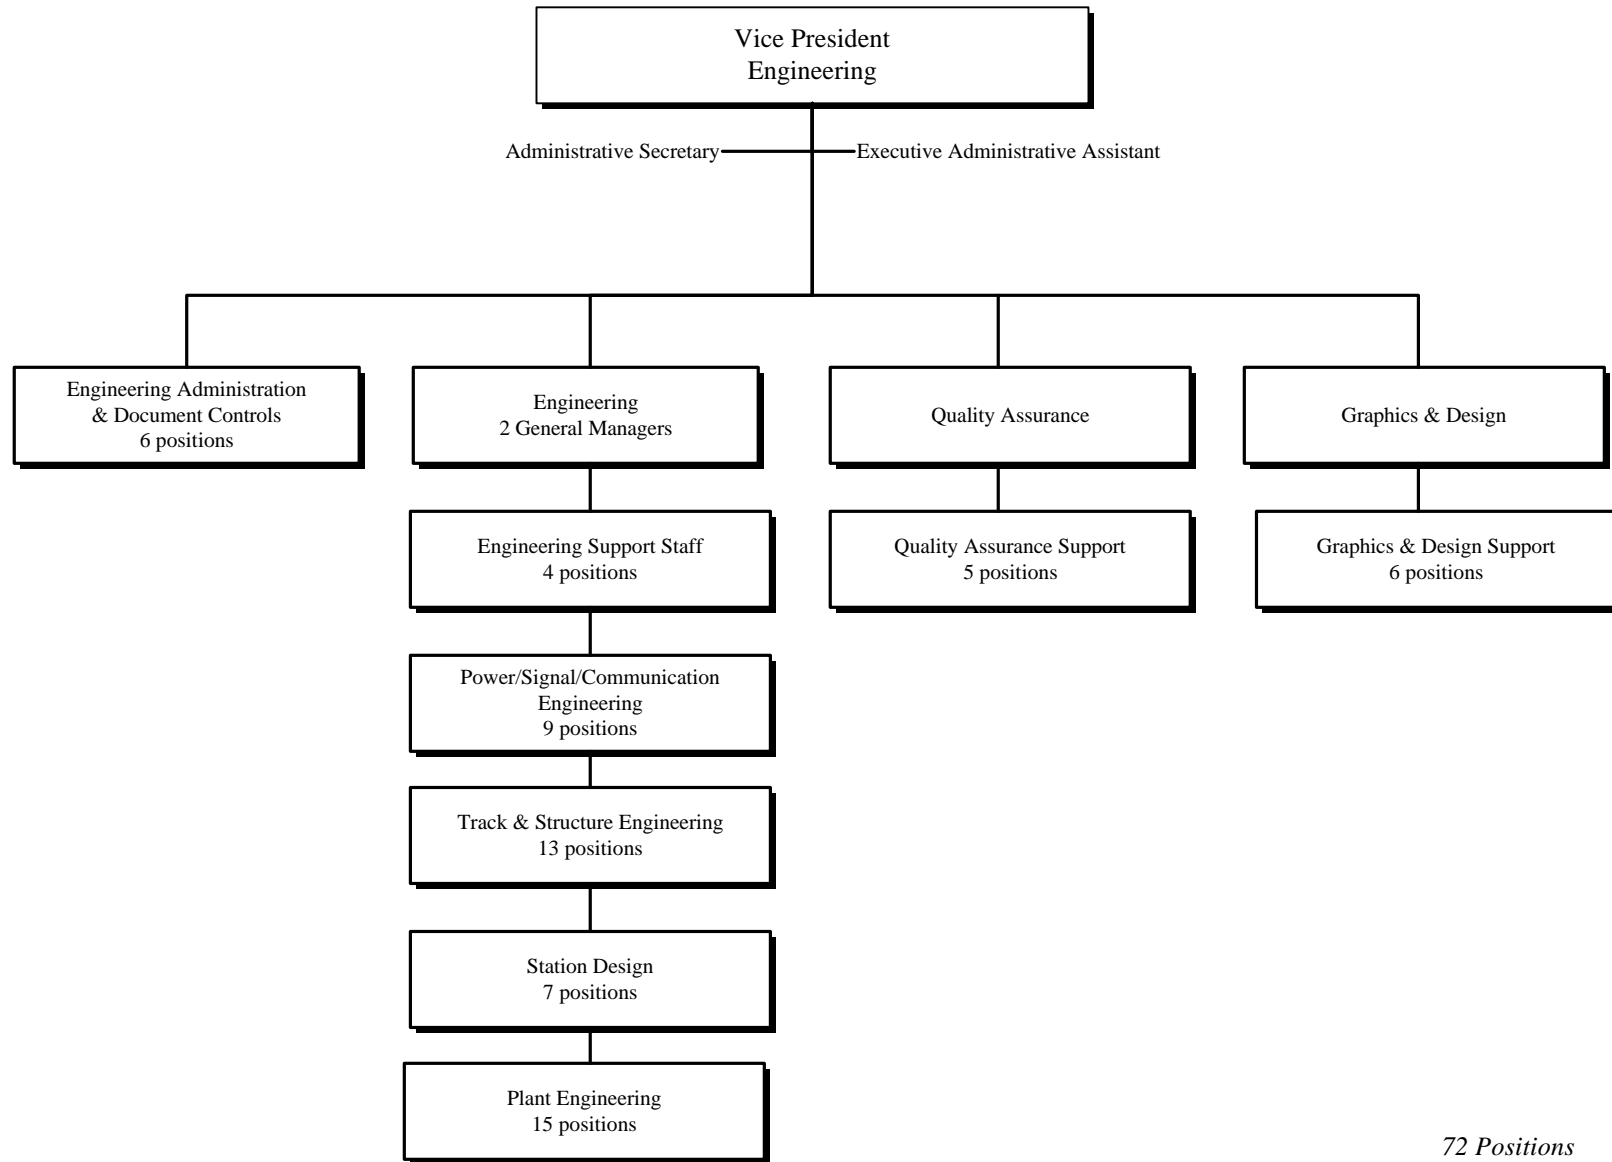 Vice President
Engineering
Administrative Secretary
Executive Administrative Assistant
Engineering Administration
& Document Controls
6 positions
Engineering
2 General Managers
Quality Assurance
Graphics & Design
Engineering Support Staff
4 positions
Quality Assurance Support
5 positions
Graphics & Design Support
6 positions
Power/Signal/Communication
Engineering
9 positions
Track & Structure Engineering
13 positions
Station Design
7 positions
Plant Engineering
15 positions
72 Positions